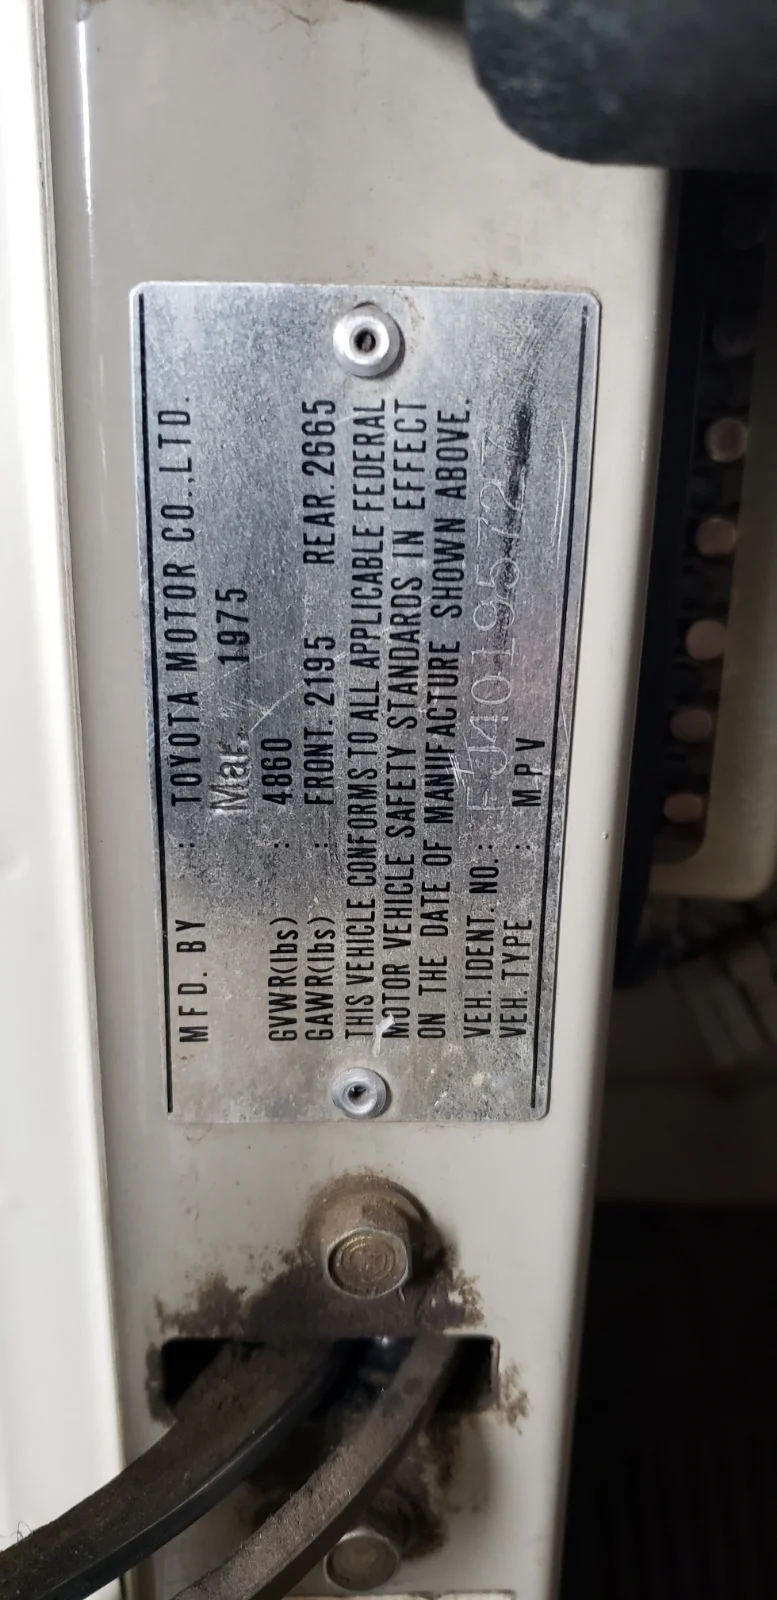 MFD. BY : TOYOTA MOTOR CO.,LTD.
Mar. 1975
GVWR(lbs) : 4860
GAWR(lbs) : FRONT. 2195 REAR. 2665
THIS VEHICLE CONFORMS TO ALL APPLICABLE FEDERAL
MOTOR VEHICLE SAFETY STANDARDS IN EFFECT
ON THE DATE OF MANUFACTURE SHOWN ABOVE.
VEH. IDENT. NO. : FJ40195727
VEH. TYPE : MPV